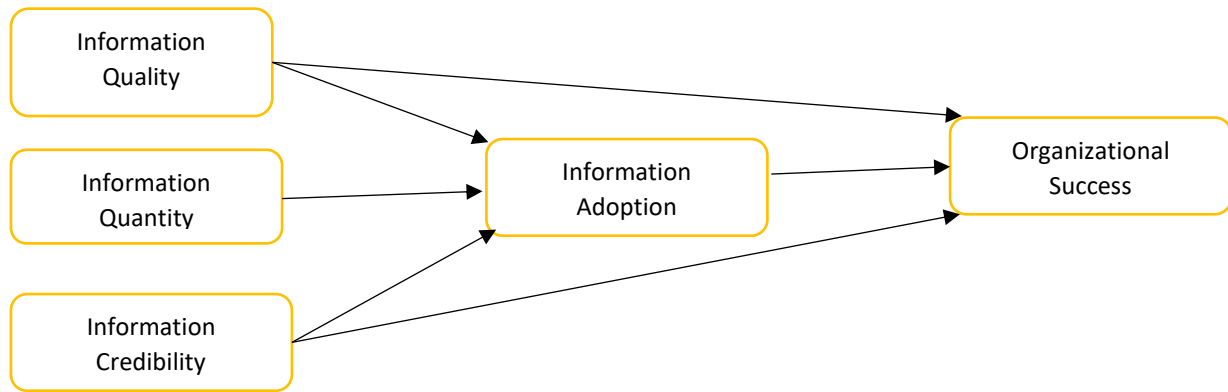 Information
Quality
Information
Quantity
Information
Credibility
Information
Adoption
Organizational
Success